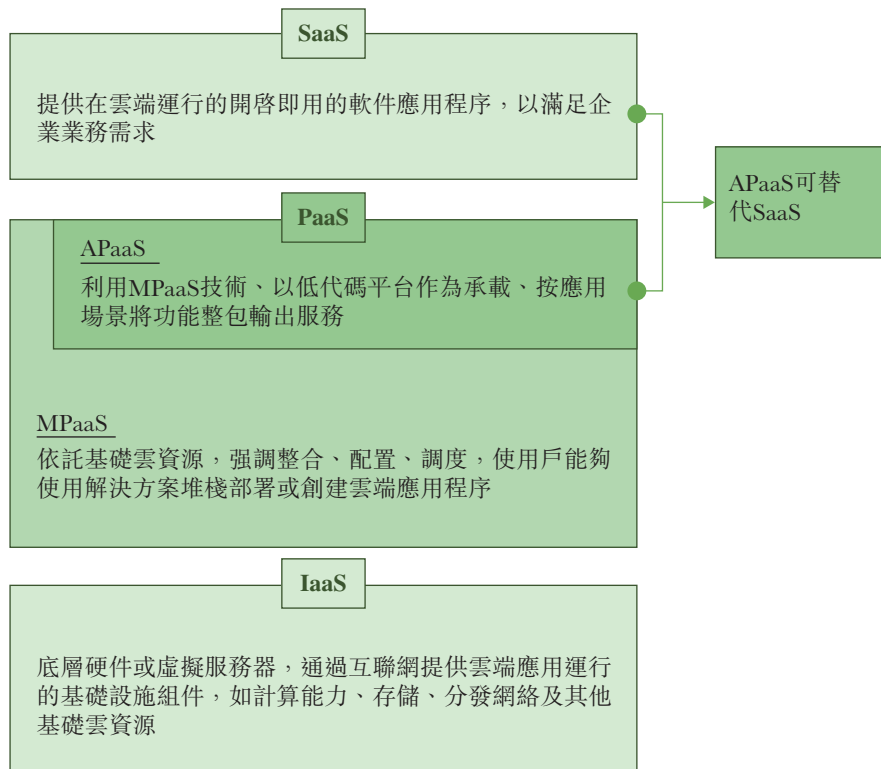 SaaS
提供在雲端運行的開啓即用的軟件應用程序，以滿足企
業業務需求
APaaS可替
代SaaS
PaaS
APaaS
利用MPaaS技術、以低代碼平台作為承載、按應用
場景將功能整包輸出服務
MPaaS
依託基礎雲資源，强調整合、配置、調度，使用戶能夠
使用解決方案堆棧部署或創建雲端應用程序
IaaS
底層硬件或虛擬服務器，通過互聯網提供雲端應用運行
的基礎設施組件，如計算能力、存儲、分發網絡及其他
基礎雲資源